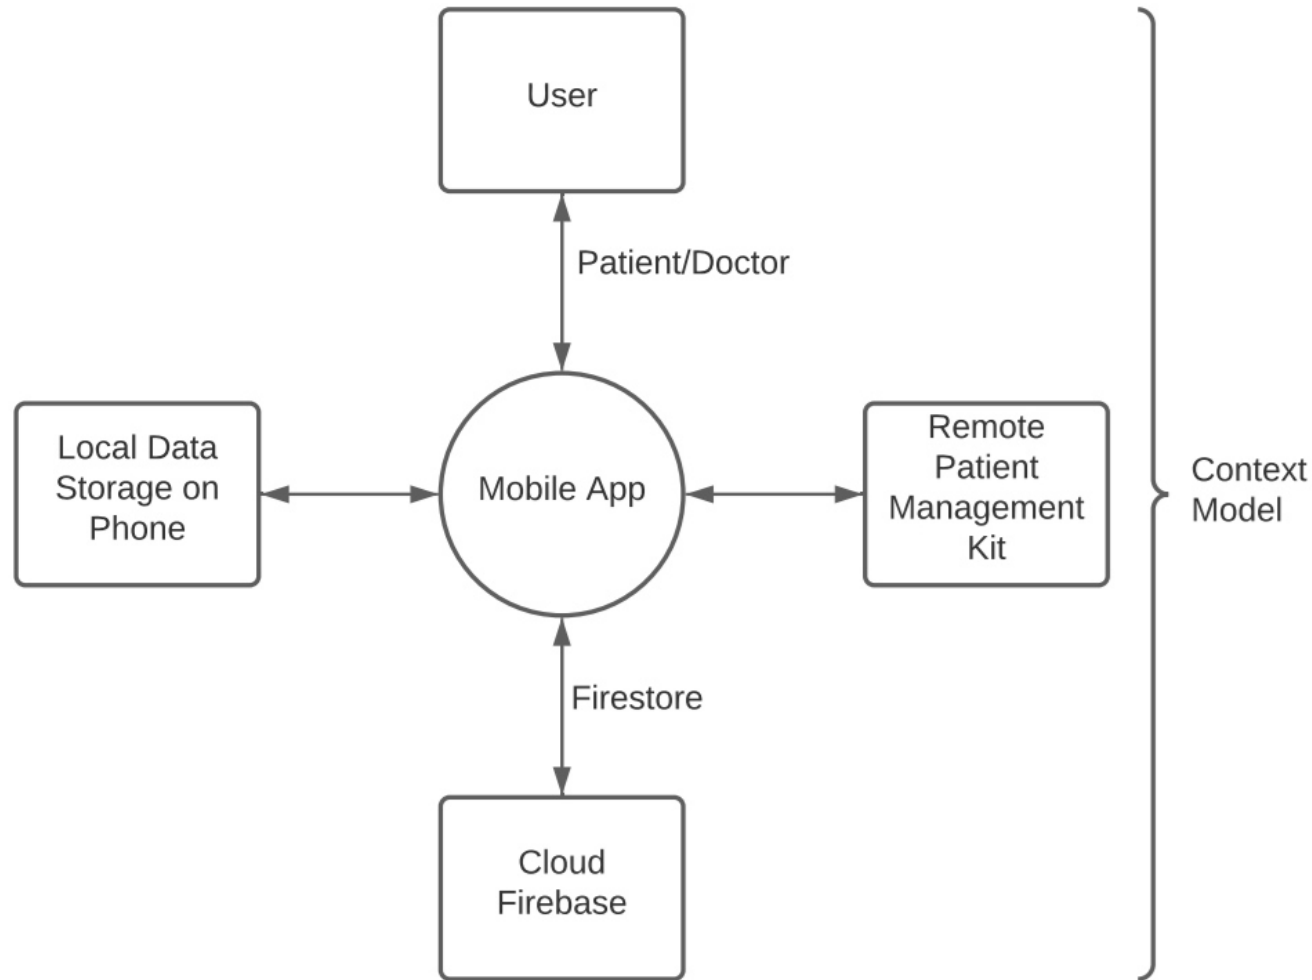 User
Patient/Doctor
Local Data
Storage on
Phone
Mobile App
Remote
Patient
Management
Kit
Context
Model
Firestore
Cloud
Firebase